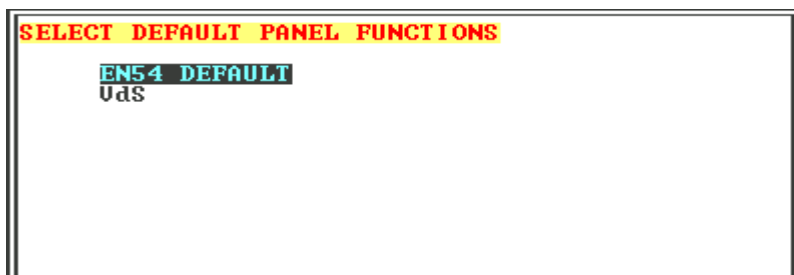 SELECT DEFAULT PANEL FUNCTIONS
EN54 DEFAULT
VdS